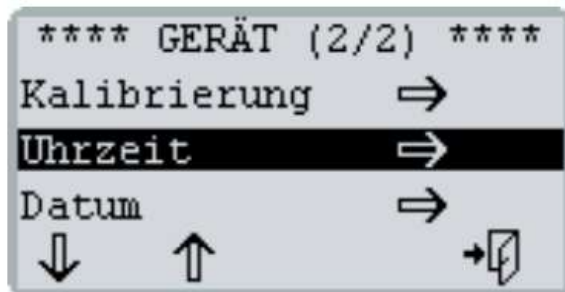 **** GERÄT (2/2) ****
Kalibrierung
Uhrzeit
Datum